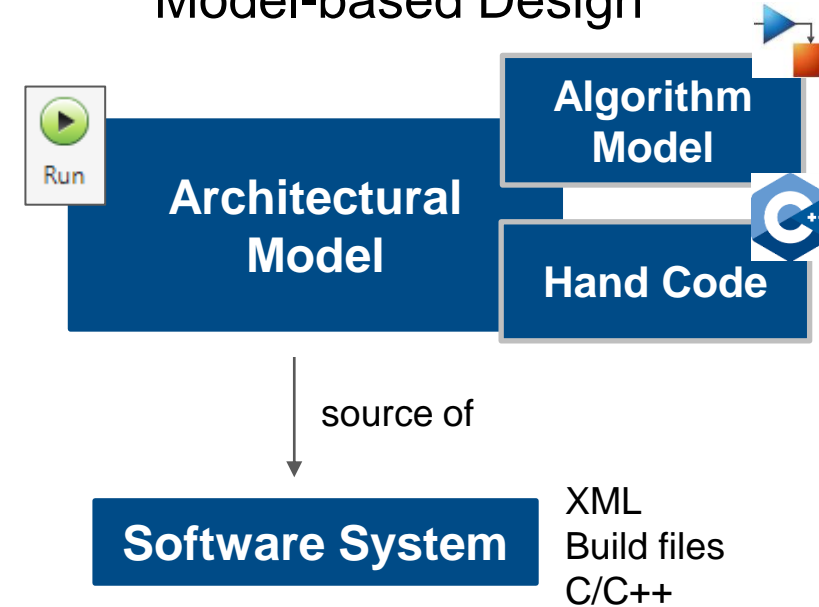 Model-based Design
Run
Algorithm
Model
Architectural
Model
C++
Hand Code
source of
Software System
XML
Build files
C/C++